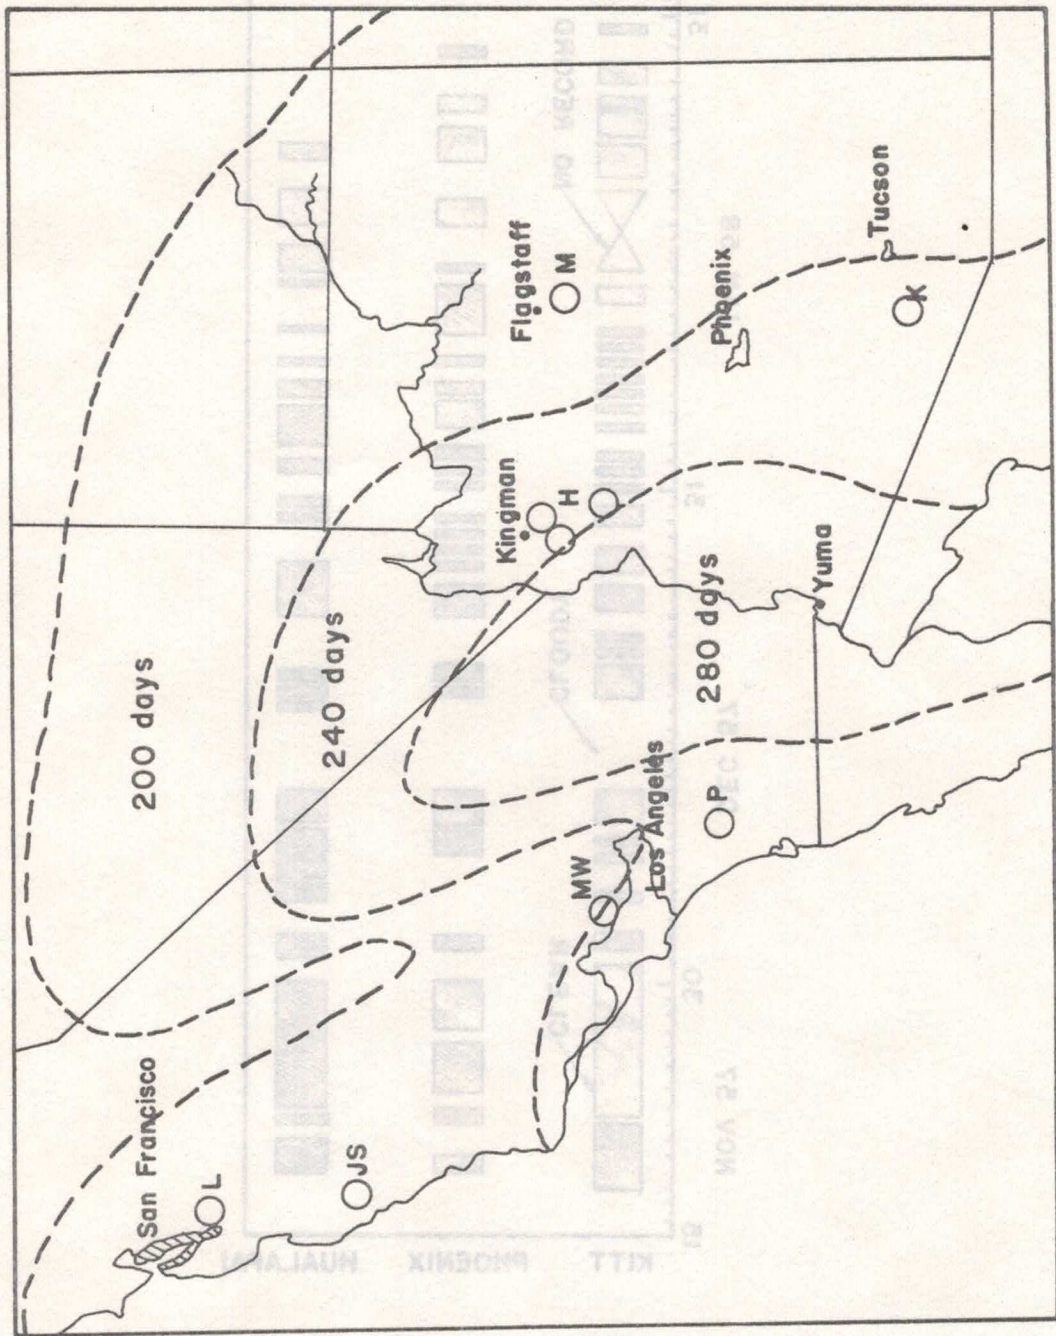 San Francisco
200 days
L
240 days
JS
Kingman
Flagstaff
M
H
MW
Los Angeles
280 days
P
Phoenix
Yuma
Tucson
K